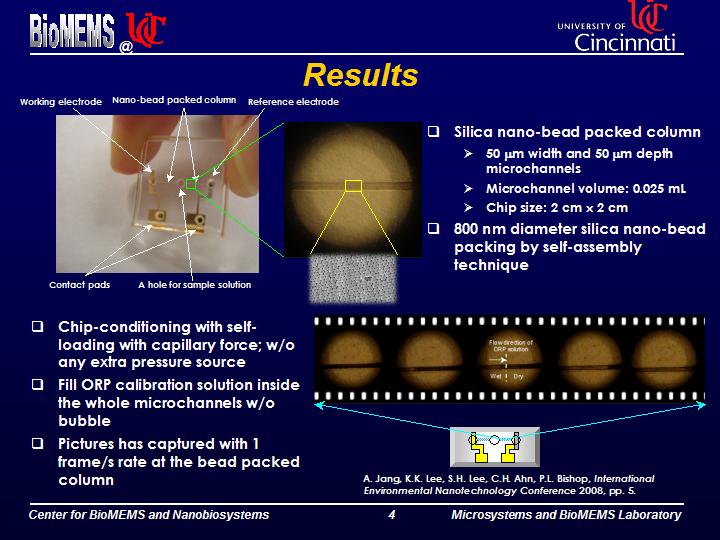 BioMEMS @ UC
UNIVERSITY OF
Cincinnati
Results
Working electrode
Nano-bead packed column
Reference electrode
Contact pads
A hole for sample solution
Silica nano-bead packed column
50 µm width and 50 µm depth
microchannels
Microchannel volume: 0.025 mL
Chip size: 2 cm x 2 cm
800 nm diameter silica nano-bead
packing by self-assembly
technique
Chip-conditioning with self-
loading with capillary force; w/o
any extra pressure source
Fill ORP calibration solution inside
the whole microchannels w/o
bubble
Pictures has captured with 1
frame/s rate at the bead packed
column
Flow direction of
ORP solution
Wet
Dry
A. Jang, K.K. Lee, S.H. Lee, C.H. Ahn, P.L. Bishop, International
Environmental Nanotechnology Conference 2008, pp. 5.
Center for BioMEMS and Nanobiosystems
4
Microsystems and BioMEMS Laboratory